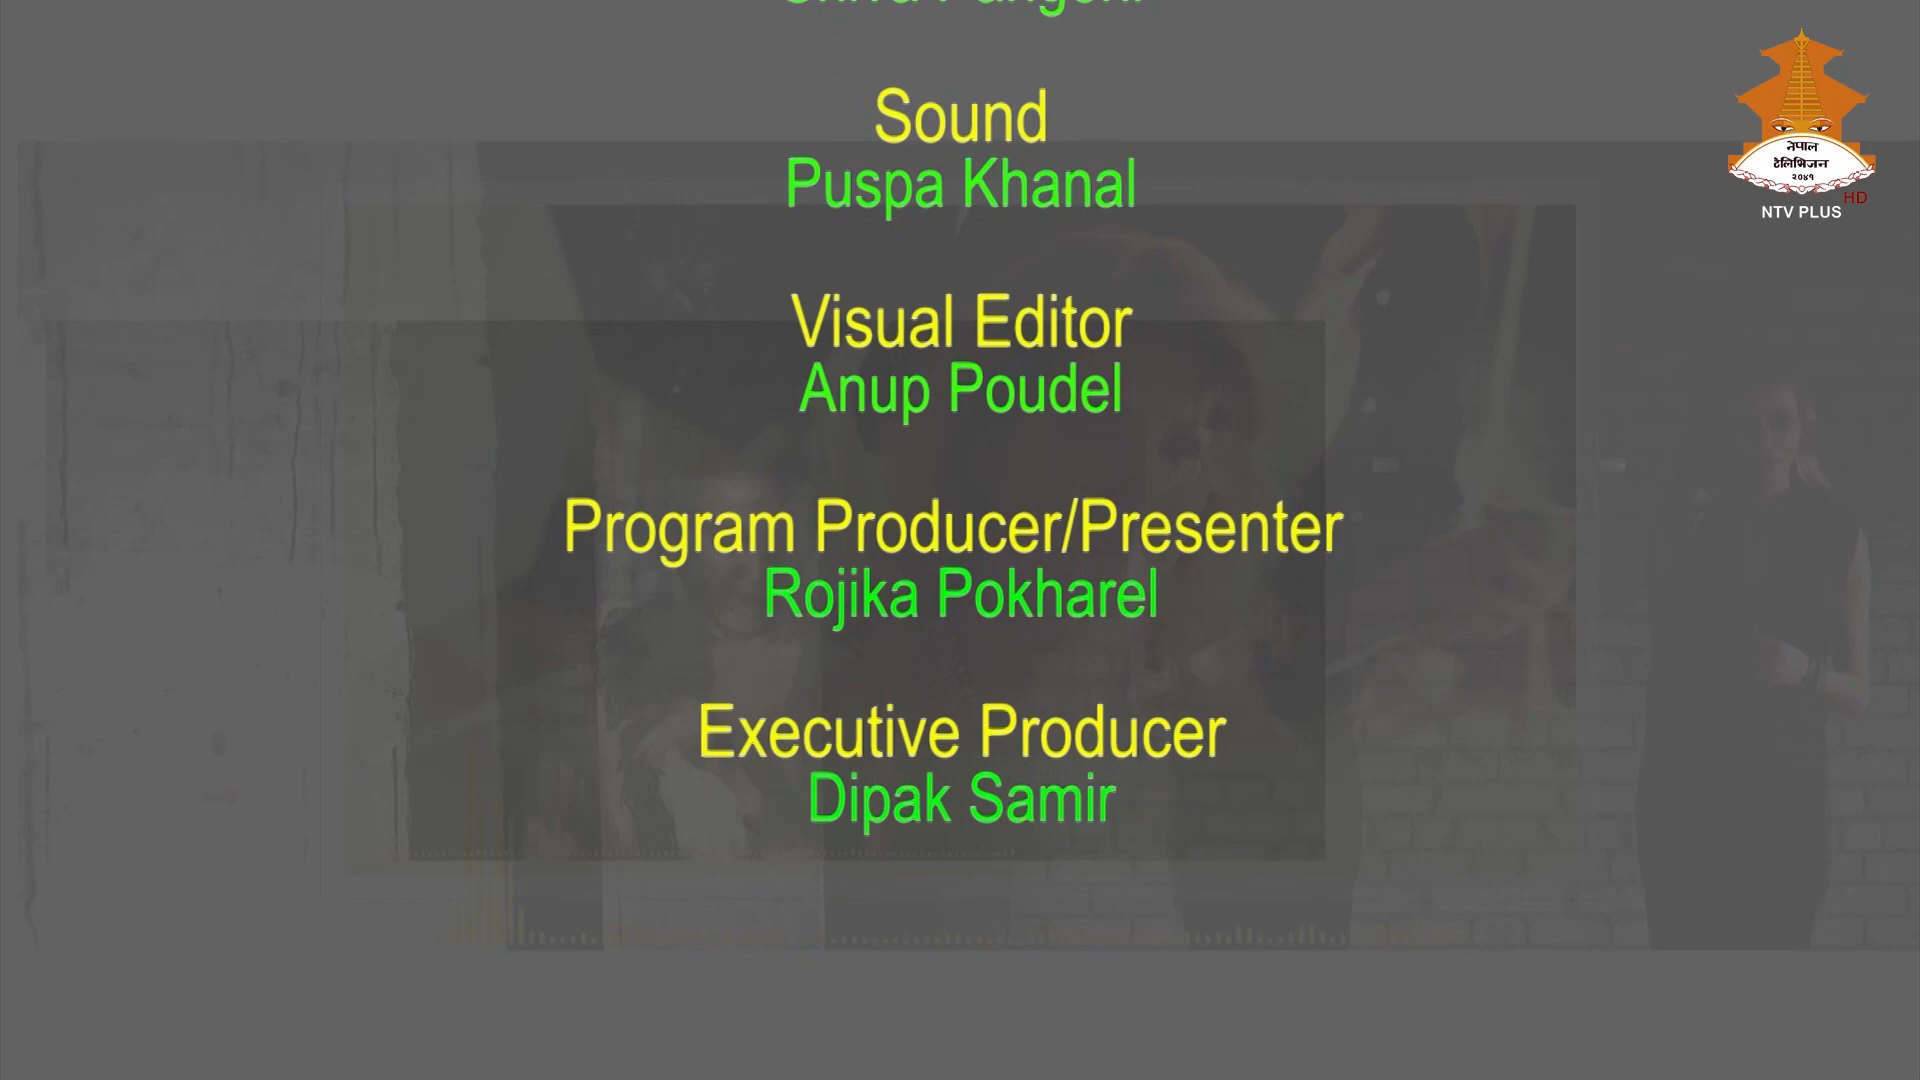 Sound
Puspa Khanal
Visual Editor
Anup Poudel
Program Producer/Presenter
Rojika Pokharel
Executive Producer
Dipak Samir
नेपाल
टेलिभिजन
२०४१
HD
NTV PLUS